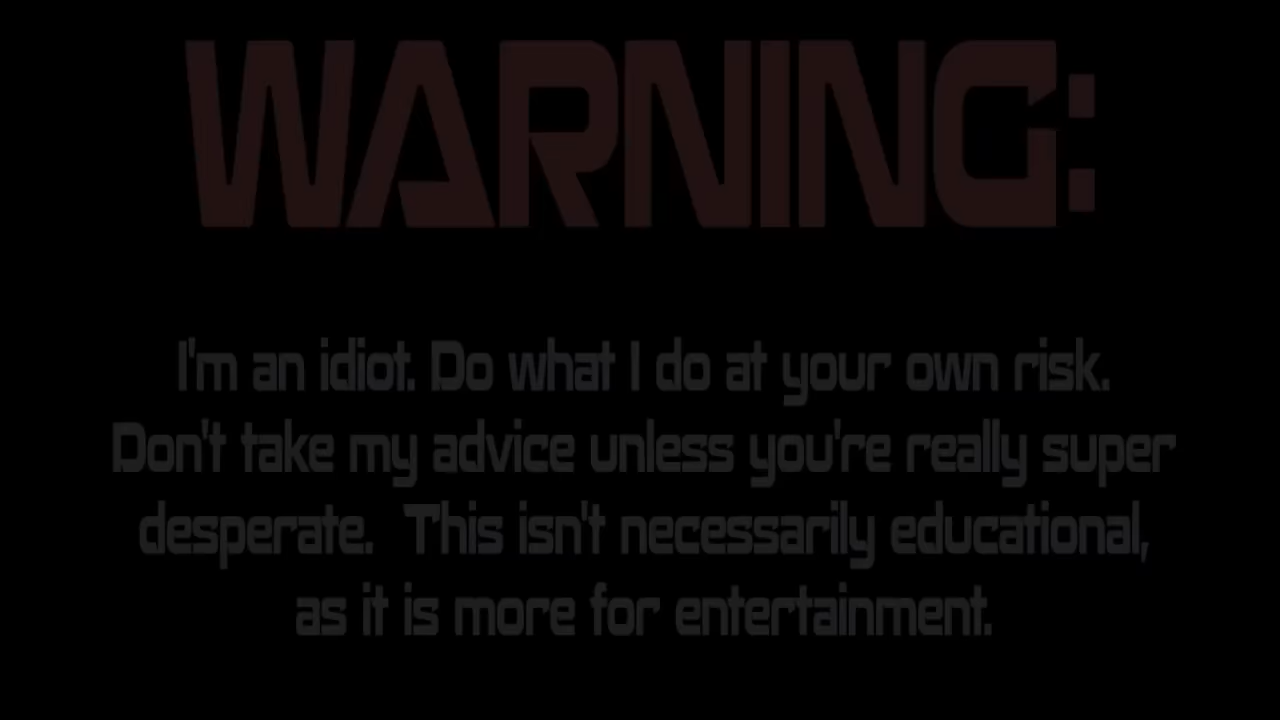 WARNING:
I'm an idiot. Do what I do at your own risk.
Don't take my advice unless you're really super
desperate.  This isn't necessarily educational,
as it is more for entertainment.